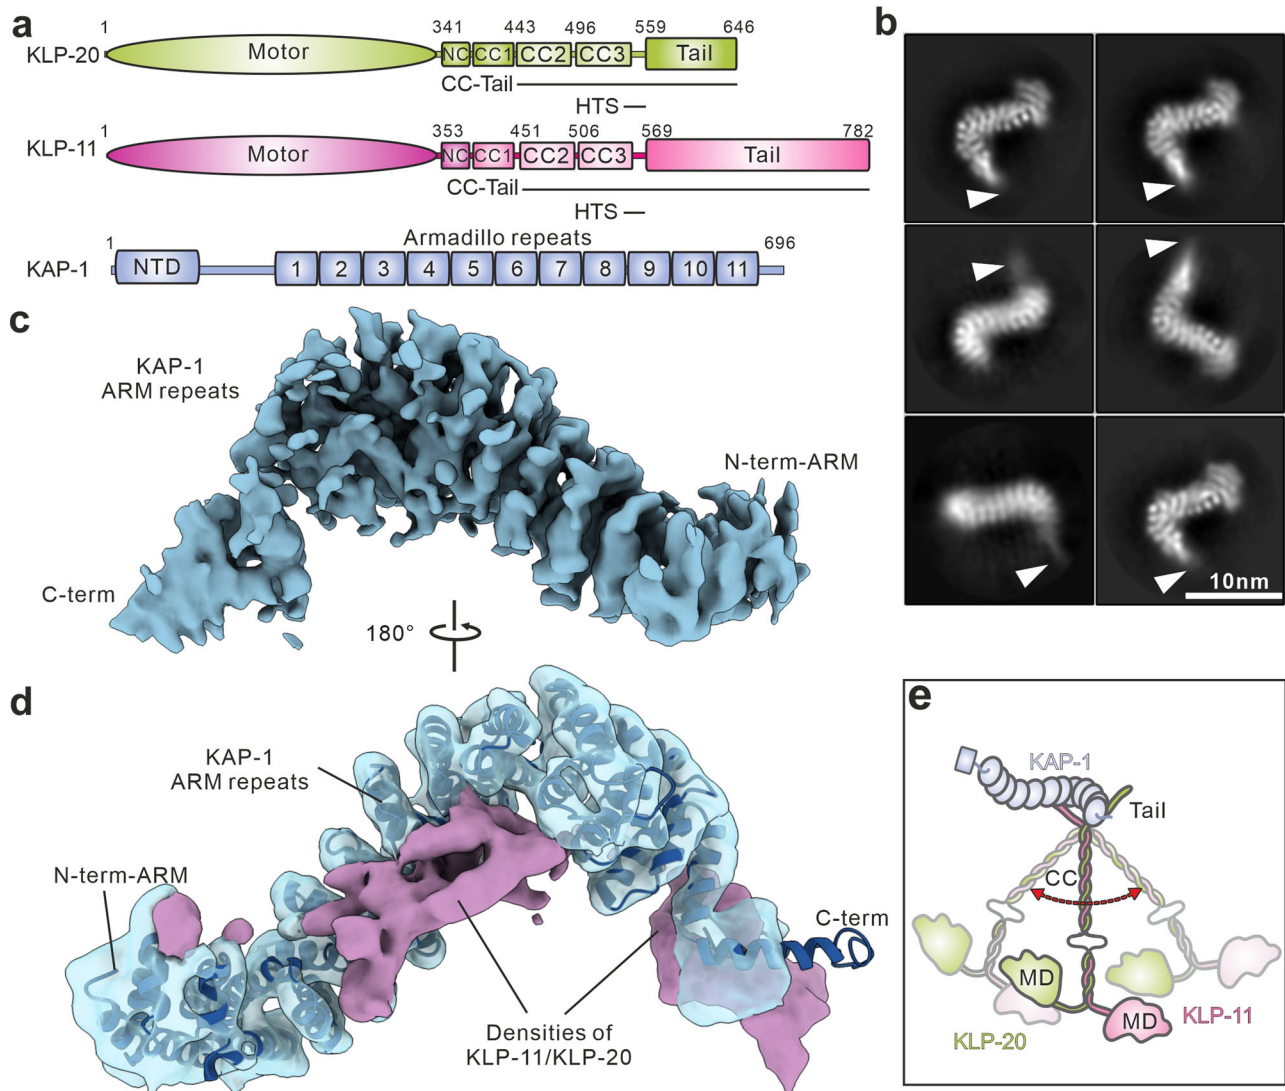 a
1 341 443 496 559 646
KLP-20 Motor NC CC1 CC2 CC3 Tail
CC-Tail
HTS
1 353 451 506 569 782
KLP-11 Motor NC CC1 CC2 CC3 Tail
CC-Tail
HTS
1 Armadillo repeats 696
KAP-1 NTD 1 2 3 4 5 6 7 8 9 10 11
b
10nm
c
KAP-1
ARM repeats
N-term-ARM
C-term
180°
d
KAP-1
ARM repeats
N-term-ARM
C-term
Densities of
KLP-11/KLP-20
e
KAP-1
Tail
CC
MD
MD
KLP-11
KLP-20